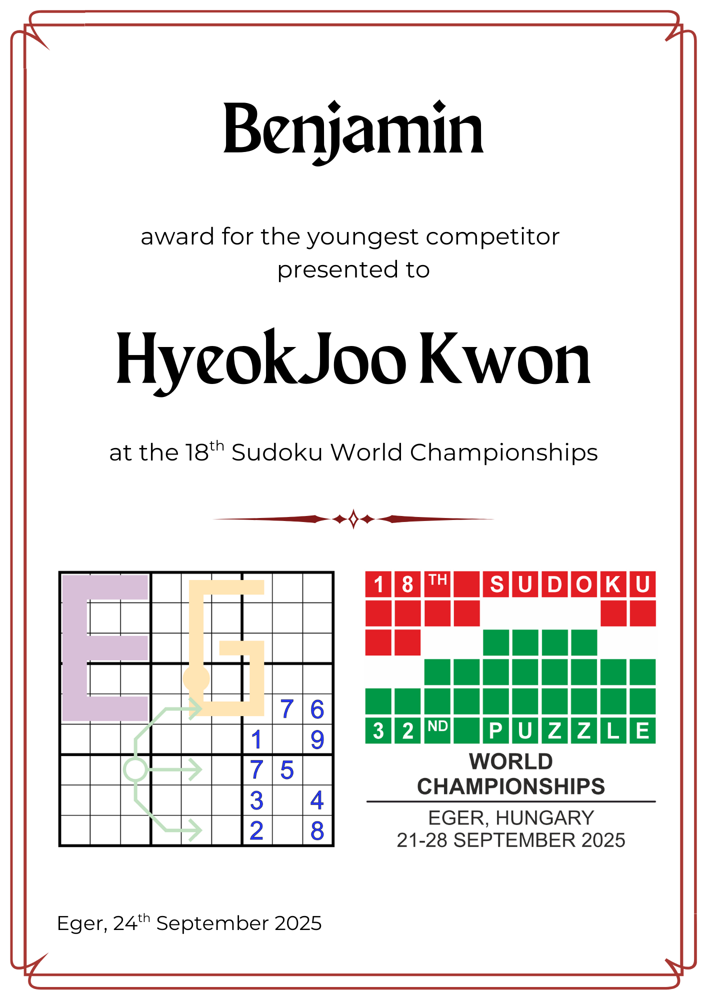 Benjamin
award for the youngest competitor
presented to
HyeokJoo Kwon
at the 18th Sudoku World Championships
7 6
1 9
7 5
3 4
2 8
18TH SUDOKU
32ND PUZZLE
WORLD
CHAMPIONSHIPS
EGER, HUNGARY
21-28 SEPTEMBER 2025
Eger, 24th September 2025